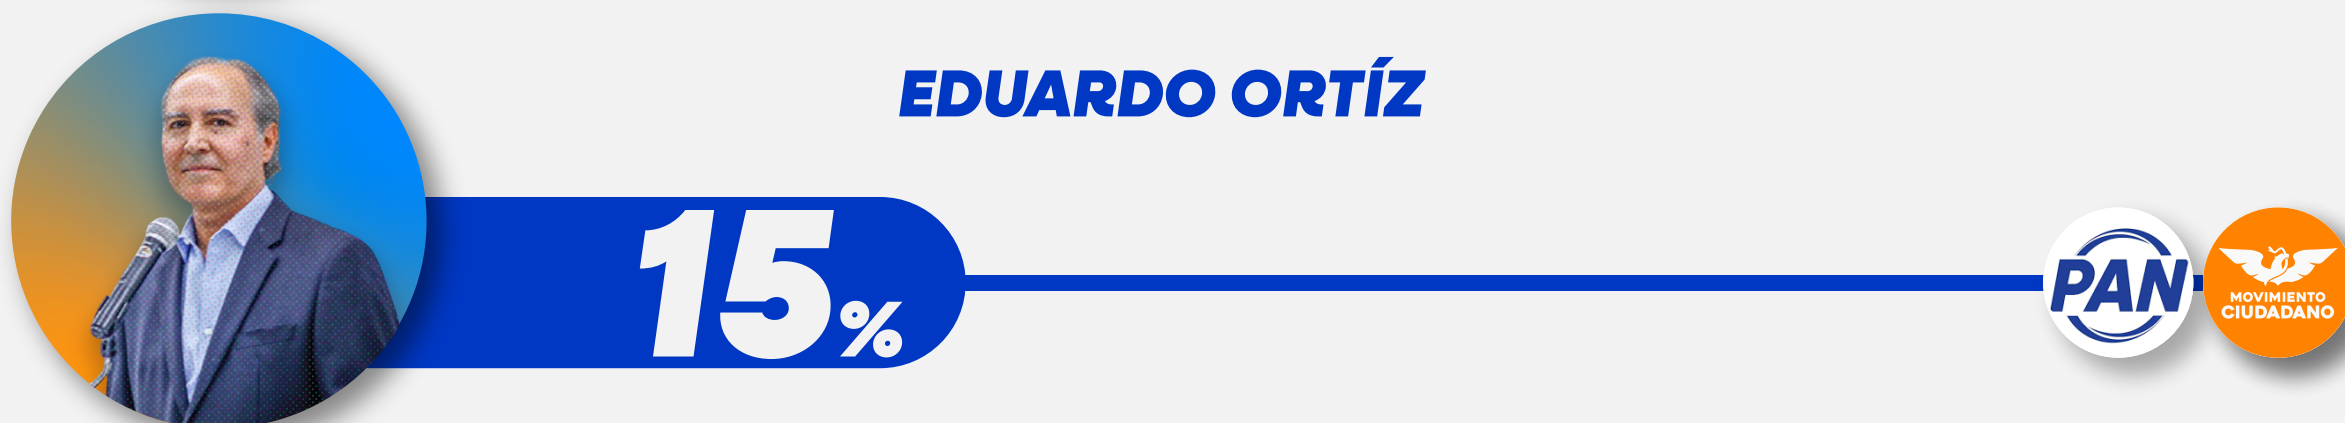 EDUARDO ORTÍZ
15%
PAN
MOVIMIENTO
CIUDADANO